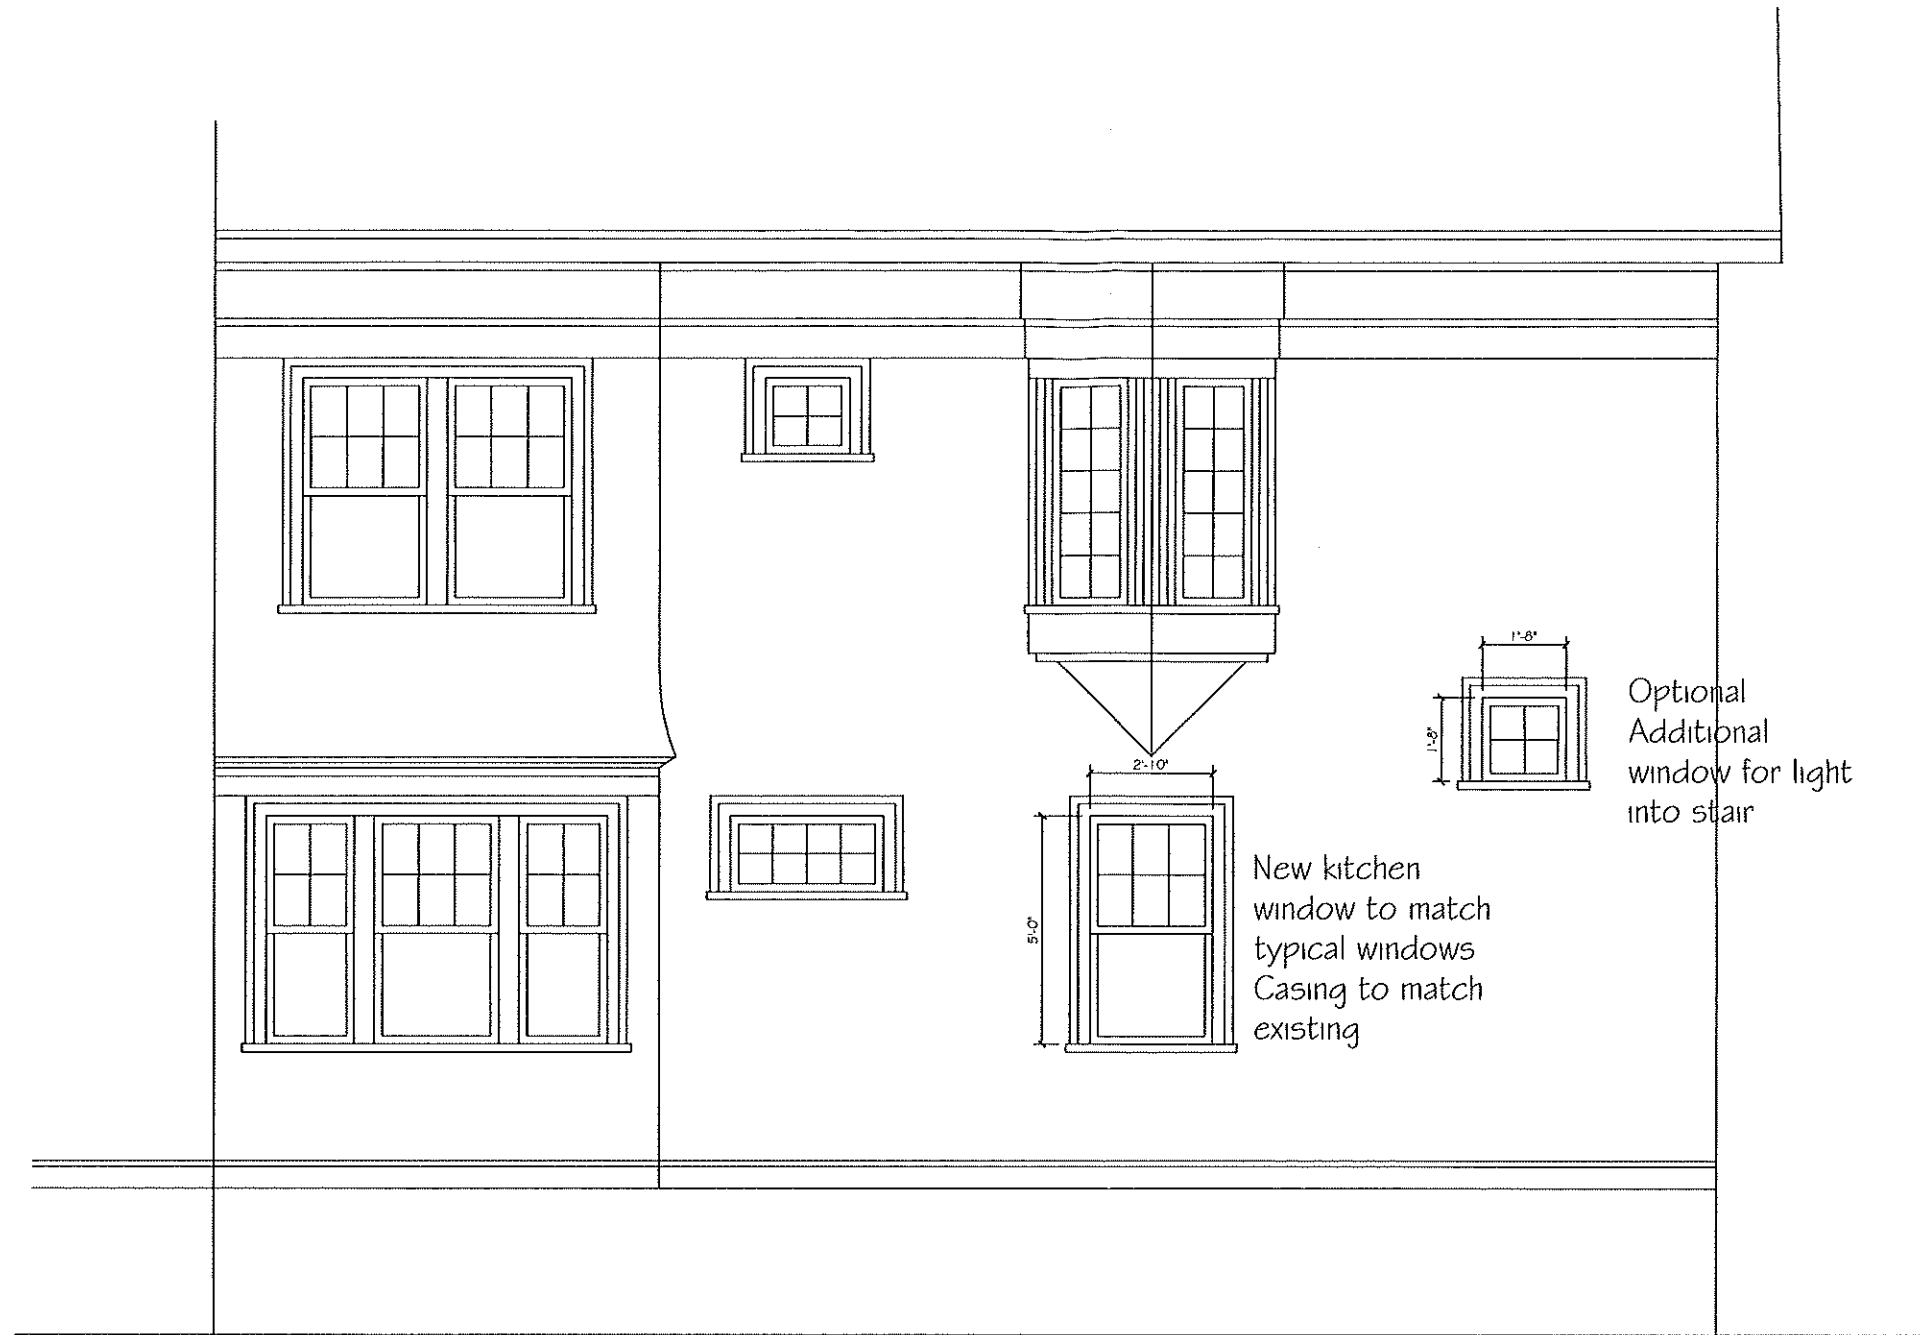 1'-8"
1'-8"
Optional
Additional
window for light
into stair
2'-10"
5'-0"
New kitchen
window to match
typical windows
Casing to match
existing